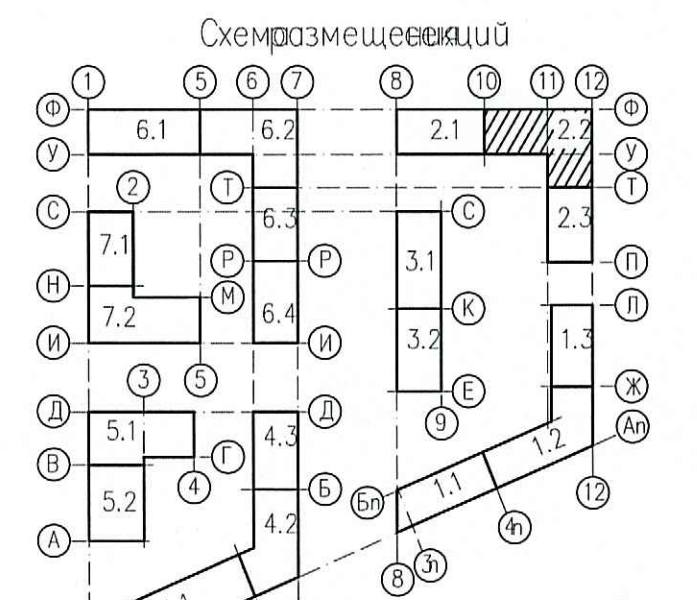 Схема размещения секций
1 5 6 7 8 10 11 12
Ф 6.1 6.2 2.1 2.2 Ф
У У
2 Т Т
С 6.3 С 2.3
7.1 3.1
Р Р П
Н М 6.4 К Л
7.2 3.2 1.3
И И
3 5 Е Ж
Д 5.1 Д 9
4.3 Ап
В Г 1.2
4 Б 1.1 12
5.2 Бп
4.2 4п
А
3п
8